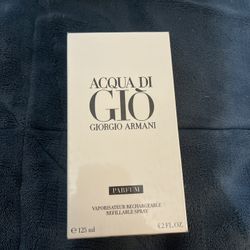 ACQUA DI
GIÒ
GIORGIO ARMANI
PARFUM
VAPORISATEUR RECHARGEABLE
REFILLABLE SPRAY
℮ 125 ml 4.2 FL.OZ.